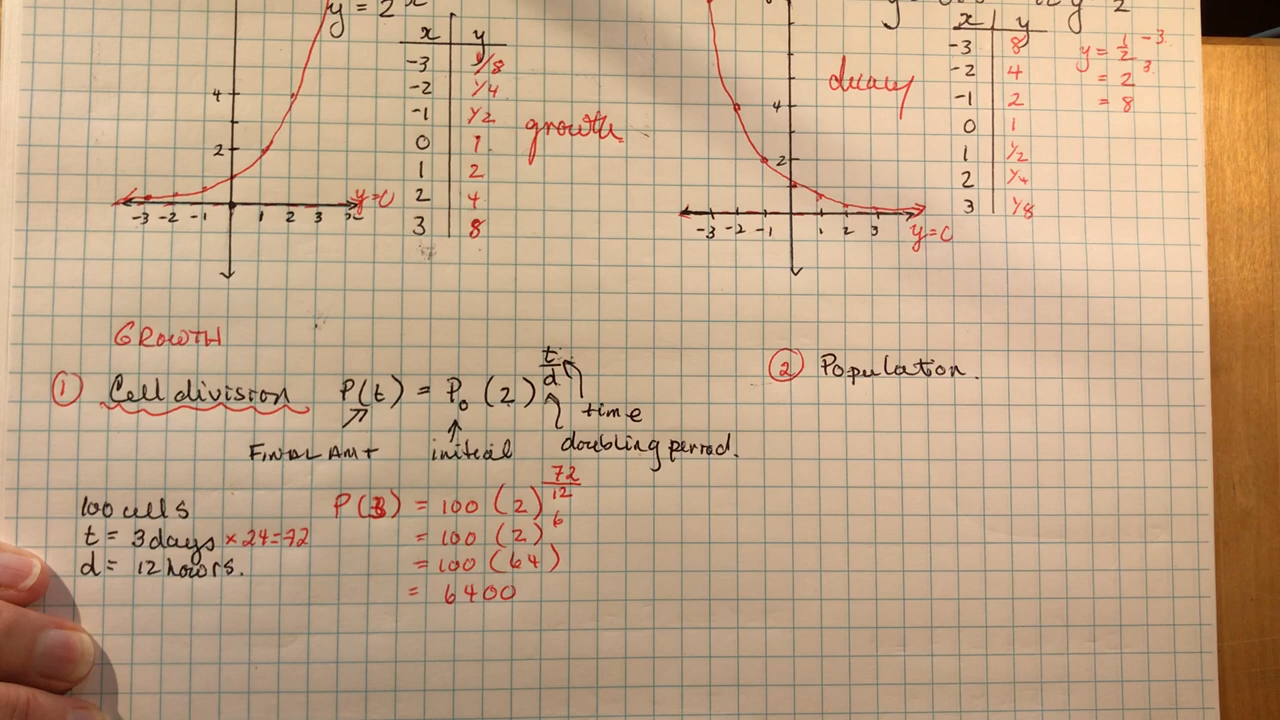 y = 2^x
x | y
-3 | 1/8
-2 | 1/4
-1 | 1/2
0 | 1
1 | 2
2 | 4
3 | 8
growth
4
2
-3 -2 -1 1 2 3 x
y=0
decay
4
2
-3 -2 -1 1 2 3
y=0
x | y
-3 | 8
-2 | 4
-1 | 2
0 | 1
1 | 1/2
2 | 1/4
3 | 1/8
y = 1/2^-3
= 2^3
= 8
GROWTH
① Cell division P(t) = P₀ (2)^t/d
time
FINAL AMT initial doubling period.
100 cells
t = 3 days × 24 = 72
d = 12 hours.
P(3) = 100 (2)^72/12
= 100 (2)^6
= 100 (64)
= 6400
② Population.